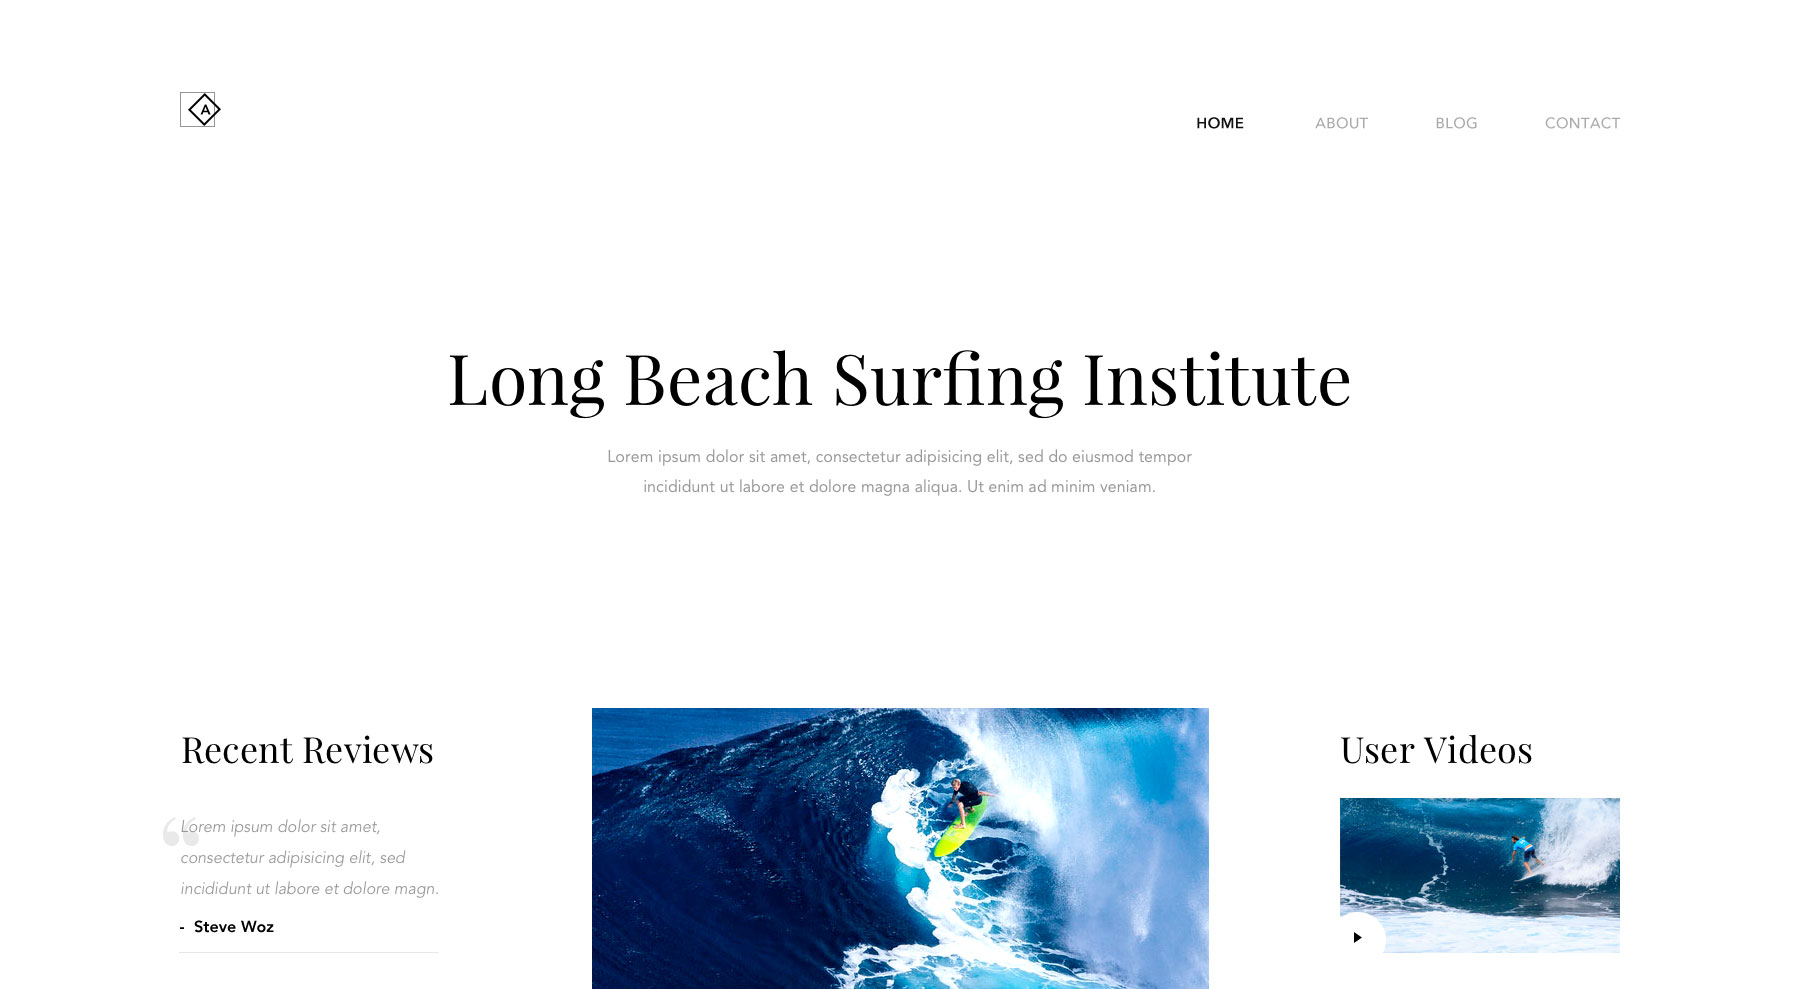 A
HOME
ABOUT
BLOG
CONTACT
Long Beach Surfing Institute
Lorem ipsum dolor sit amet, consectetur adipisicing elit, sed do eiusmod tempor
incididunt ut labore et dolore magna aliqua. Ut enim ad minim veniam.
Recent Reviews
“
Lorem ipsum dolor sit amet,
consectetur adipisicing elit, sed
incididunt ut labore et dolore magn.
- Steve Woz
User Videos